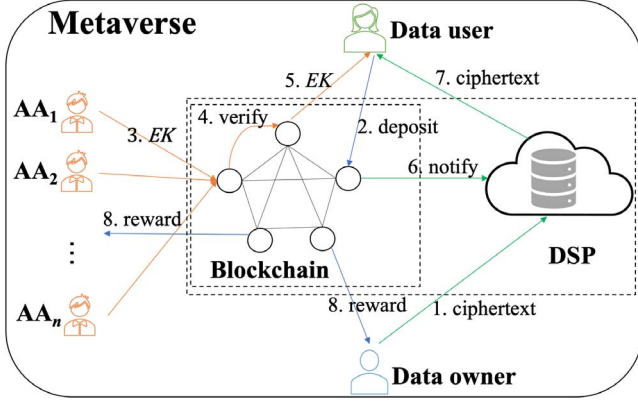 Metaverse
Data user
5. EK
7. ciphertext
AA1
4. verify
3. EK
2. deposit
AA2
6. notify
8. reward
⋮
Blockchain
DSP
8. reward
1. ciphertext
AAn
Data owner